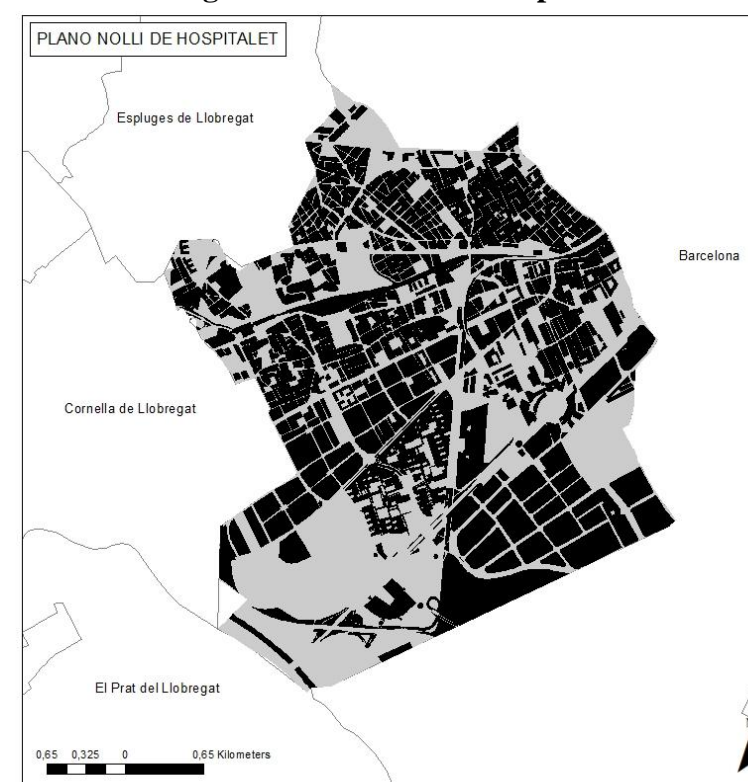 PLANO NOLLI DE HOSPITALET
Espluges de Llobregat
Barcelona
Cornella de Llobregat
El Prat del Llobregat
0,65 0,325 0 0,65 Kilometers